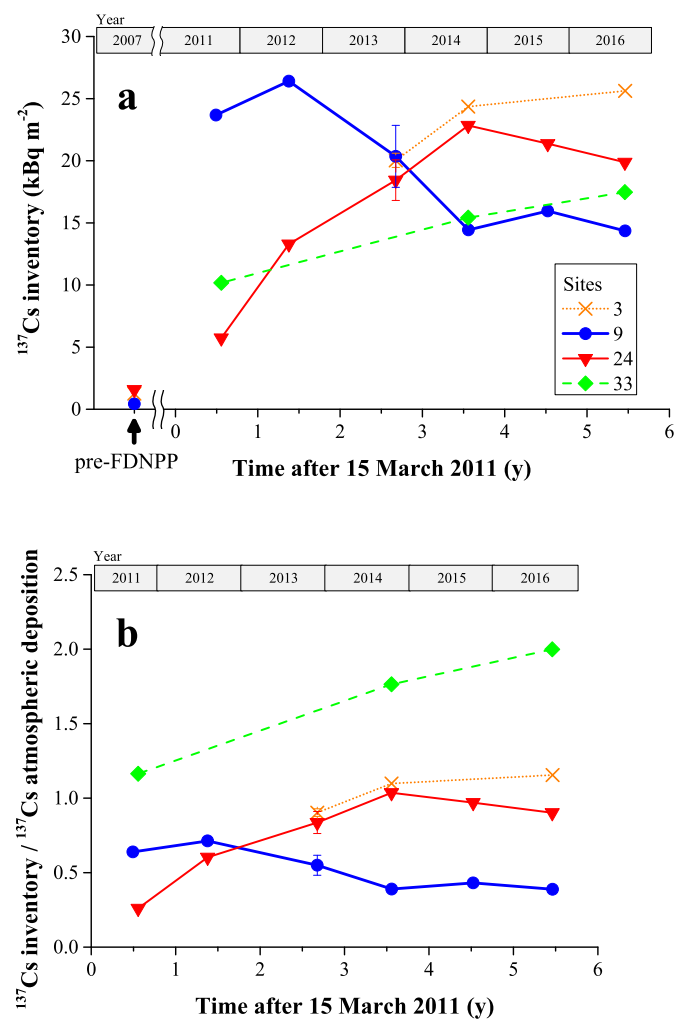 Year
2007 2011 2012 2013 2014 2015 2016
30
25
20
15
10
5
0
a
¹³⁷Cs inventory (kBq m⁻²)
Sites
3
9
24
33
0 1 2 3 4 5 6
pre-FDNPP
Time after 15 March 2011 (y)
Year
2011 2012 2013 2014 2015 2016
2.5
2.0
1.5
1.0
0.5
0.0
b
¹³⁷Cs inventory / ¹³⁷Cs atmospheric deposition
0 1 2 3 4 5 6
Time after 15 March 2011 (y)